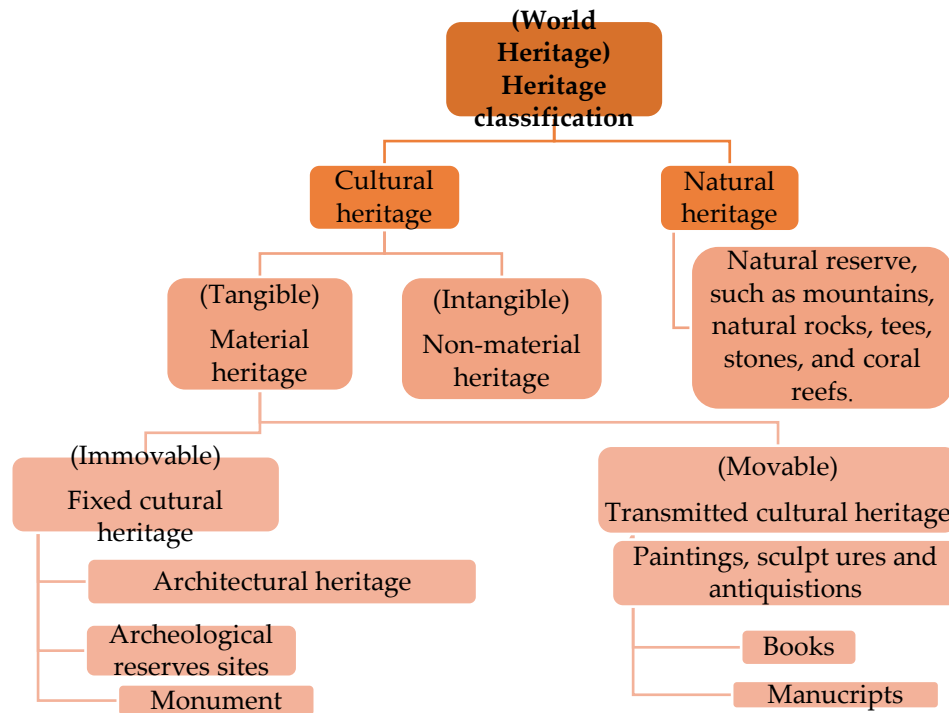 (World
Heritage)
Heritage
classification
Cultural
heritage
Natural
heritage
Natural reserve,
such as mountains,
natural rocks, tees,
stones, and coral
reefs.
(Tangible)
Material
heritage
(Intangible)
Non-material
heritage
(Immovable)
Fixed cutural
heritage
Architectural heritage
Archeological
reserves sites
Monument
(Movable)
Transmitted cultural heritage
Paintings, sculpt ures and
antiquistions
Books
Manucripts